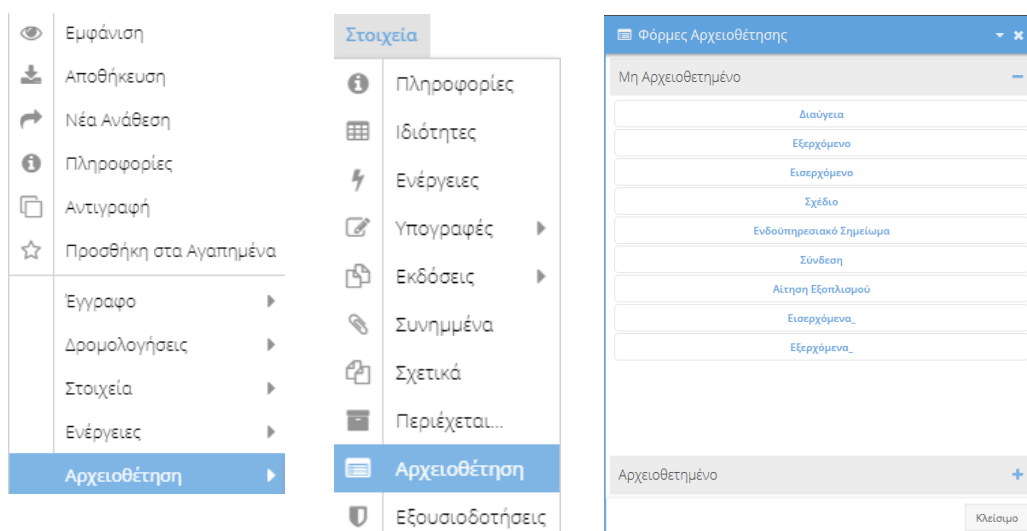 Εμφάνιση
Αποθήκευση
Νέα Ανάθεση
Πληροφορίες
Αντιγραφή
Προσθήκη στα Αγαπημένα
Έγγραφο
Δρομολογήσεις
Στοιχεία
Ενέργειες
Αρχειοθέτηση
Στοιχεία
Πληροφορίες
Ιδιότητες
Ενέργειες
Υπογραφές
Εκδόσεις
Συνημμένα
Σχετικά
Περιέχεται...
Αρχειοθέτηση
Εξουσιοδοτήσεις
Φόρμες Αρχειοθέτησης
Μη Αρχειοθετημένο
Διαύγεια
Εξερχόμενο
Εισερχόμενο
Σχέδιο
Ενδοϋπηρεσιακό Σημείωμα
Σύνδεση
Αίτηση Εξοπλισμού
Εισερχόμενα_
Εξερχόμενα_
Αρχειοθετημένο
Κλείσιμο